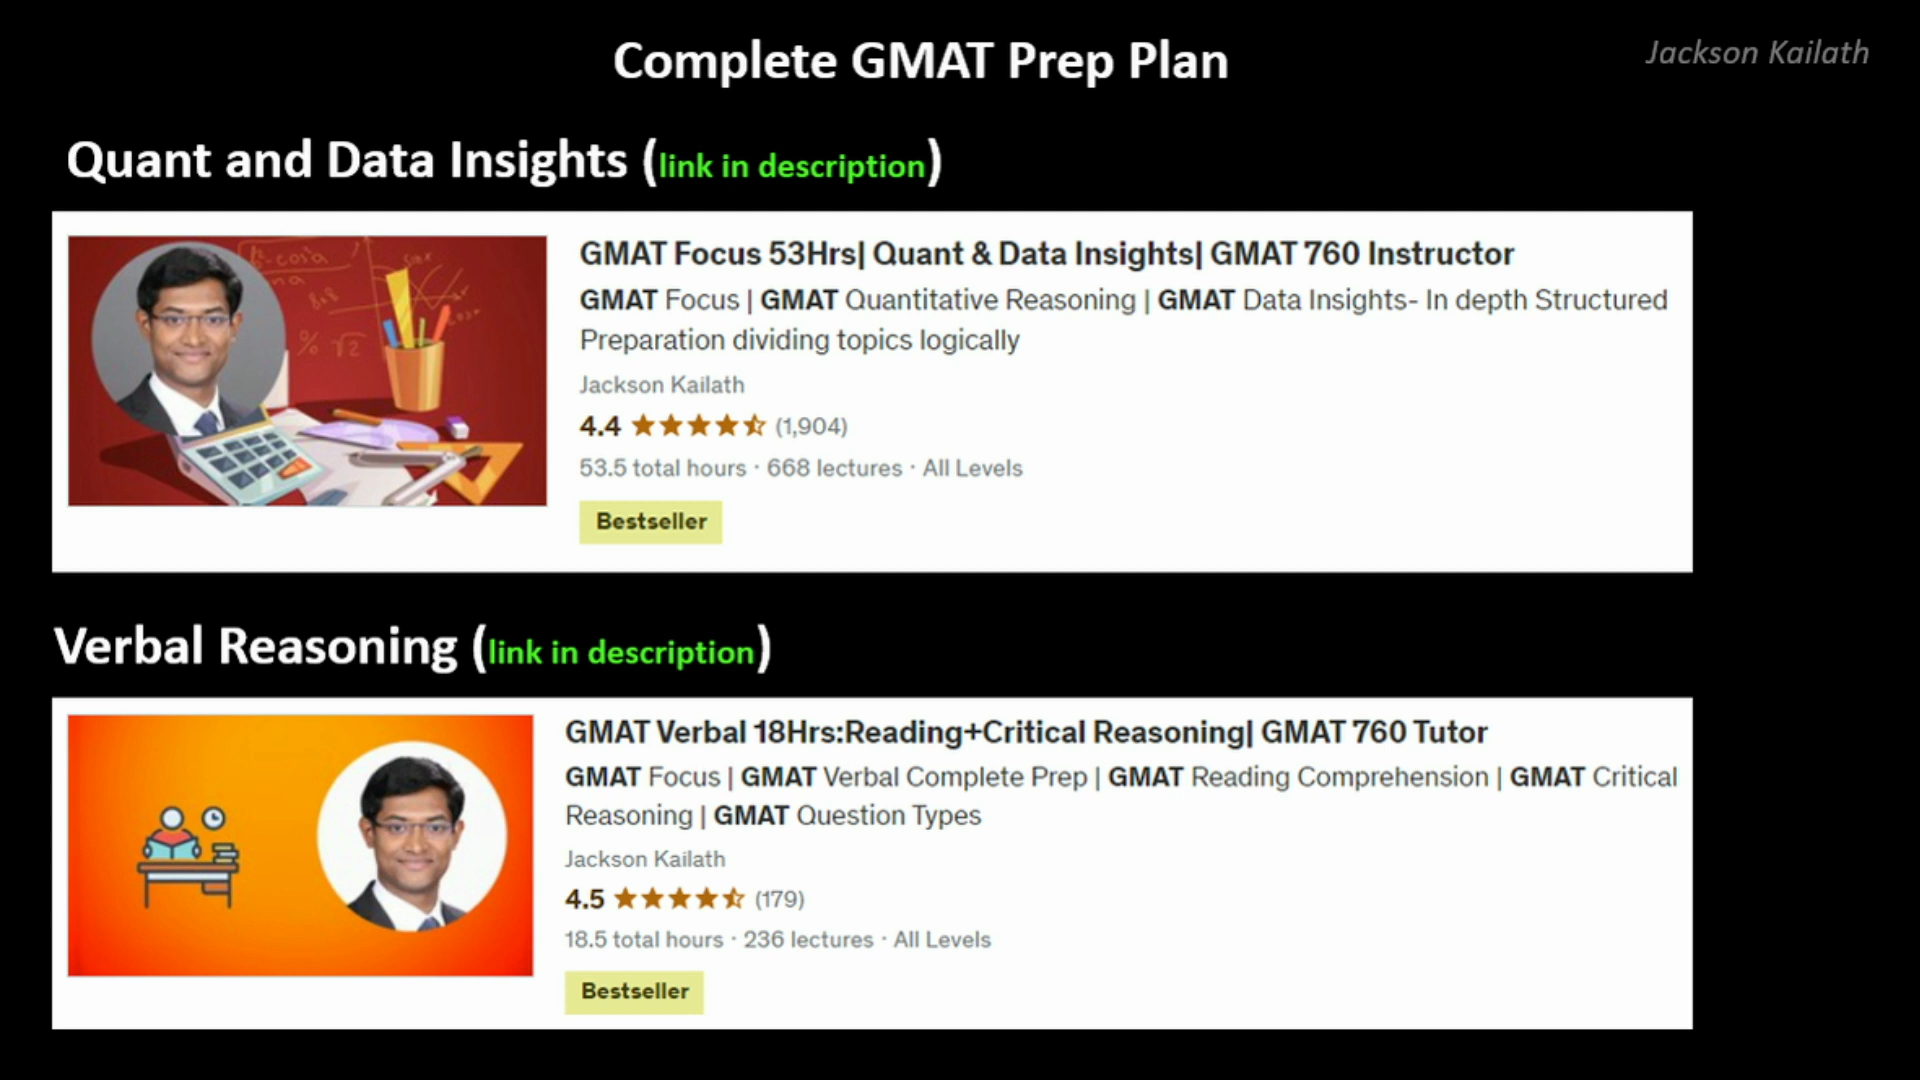 Complete GMAT Prep Plan
Jackson Kailath
Quant and Data Insights (link in description)
GMAT Focus 53Hrs| Quant & Data Insights| GMAT 760 Instructor
GMAT Focus | GMAT Quantitative Reasoning | GMAT Data Insights- In depth Structured
Preparation dividing topics logically
Jackson Kailath
4.4 (1,904)
53.5 total hours · 668 lectures · All Levels
Bestseller
Verbal Reasoning (link in description)
GMAT Verbal 18Hrs:Reading+Critical Reasoning| GMAT 760 Tutor
GMAT Focus | GMAT Verbal Complete Prep | GMAT Reading Comprehension | GMAT Critical
Reasoning | GMAT Question Types
Jackson Kailath
4.5 (179)
18.5 total hours · 236 lectures · All Levels
Bestseller